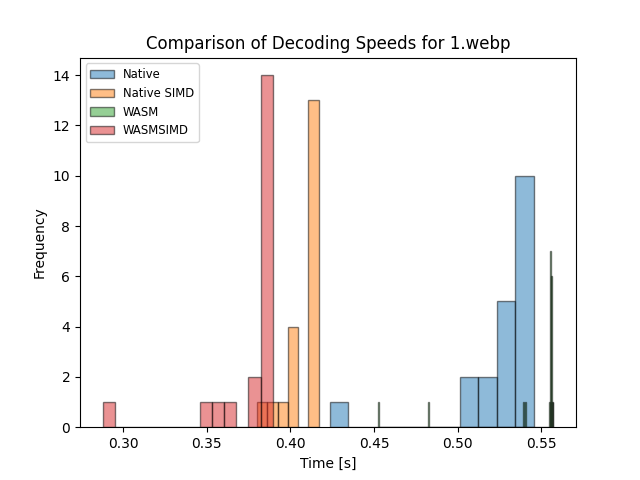 Comparison of Decoding Speeds for 1.webp
Native
Native SIMD
WASM
WASMSIMD
14
12
10
8
6
4
2
0
Frequency
0.30 0.35 0.40 0.45 0.50 0.55
Time [s]